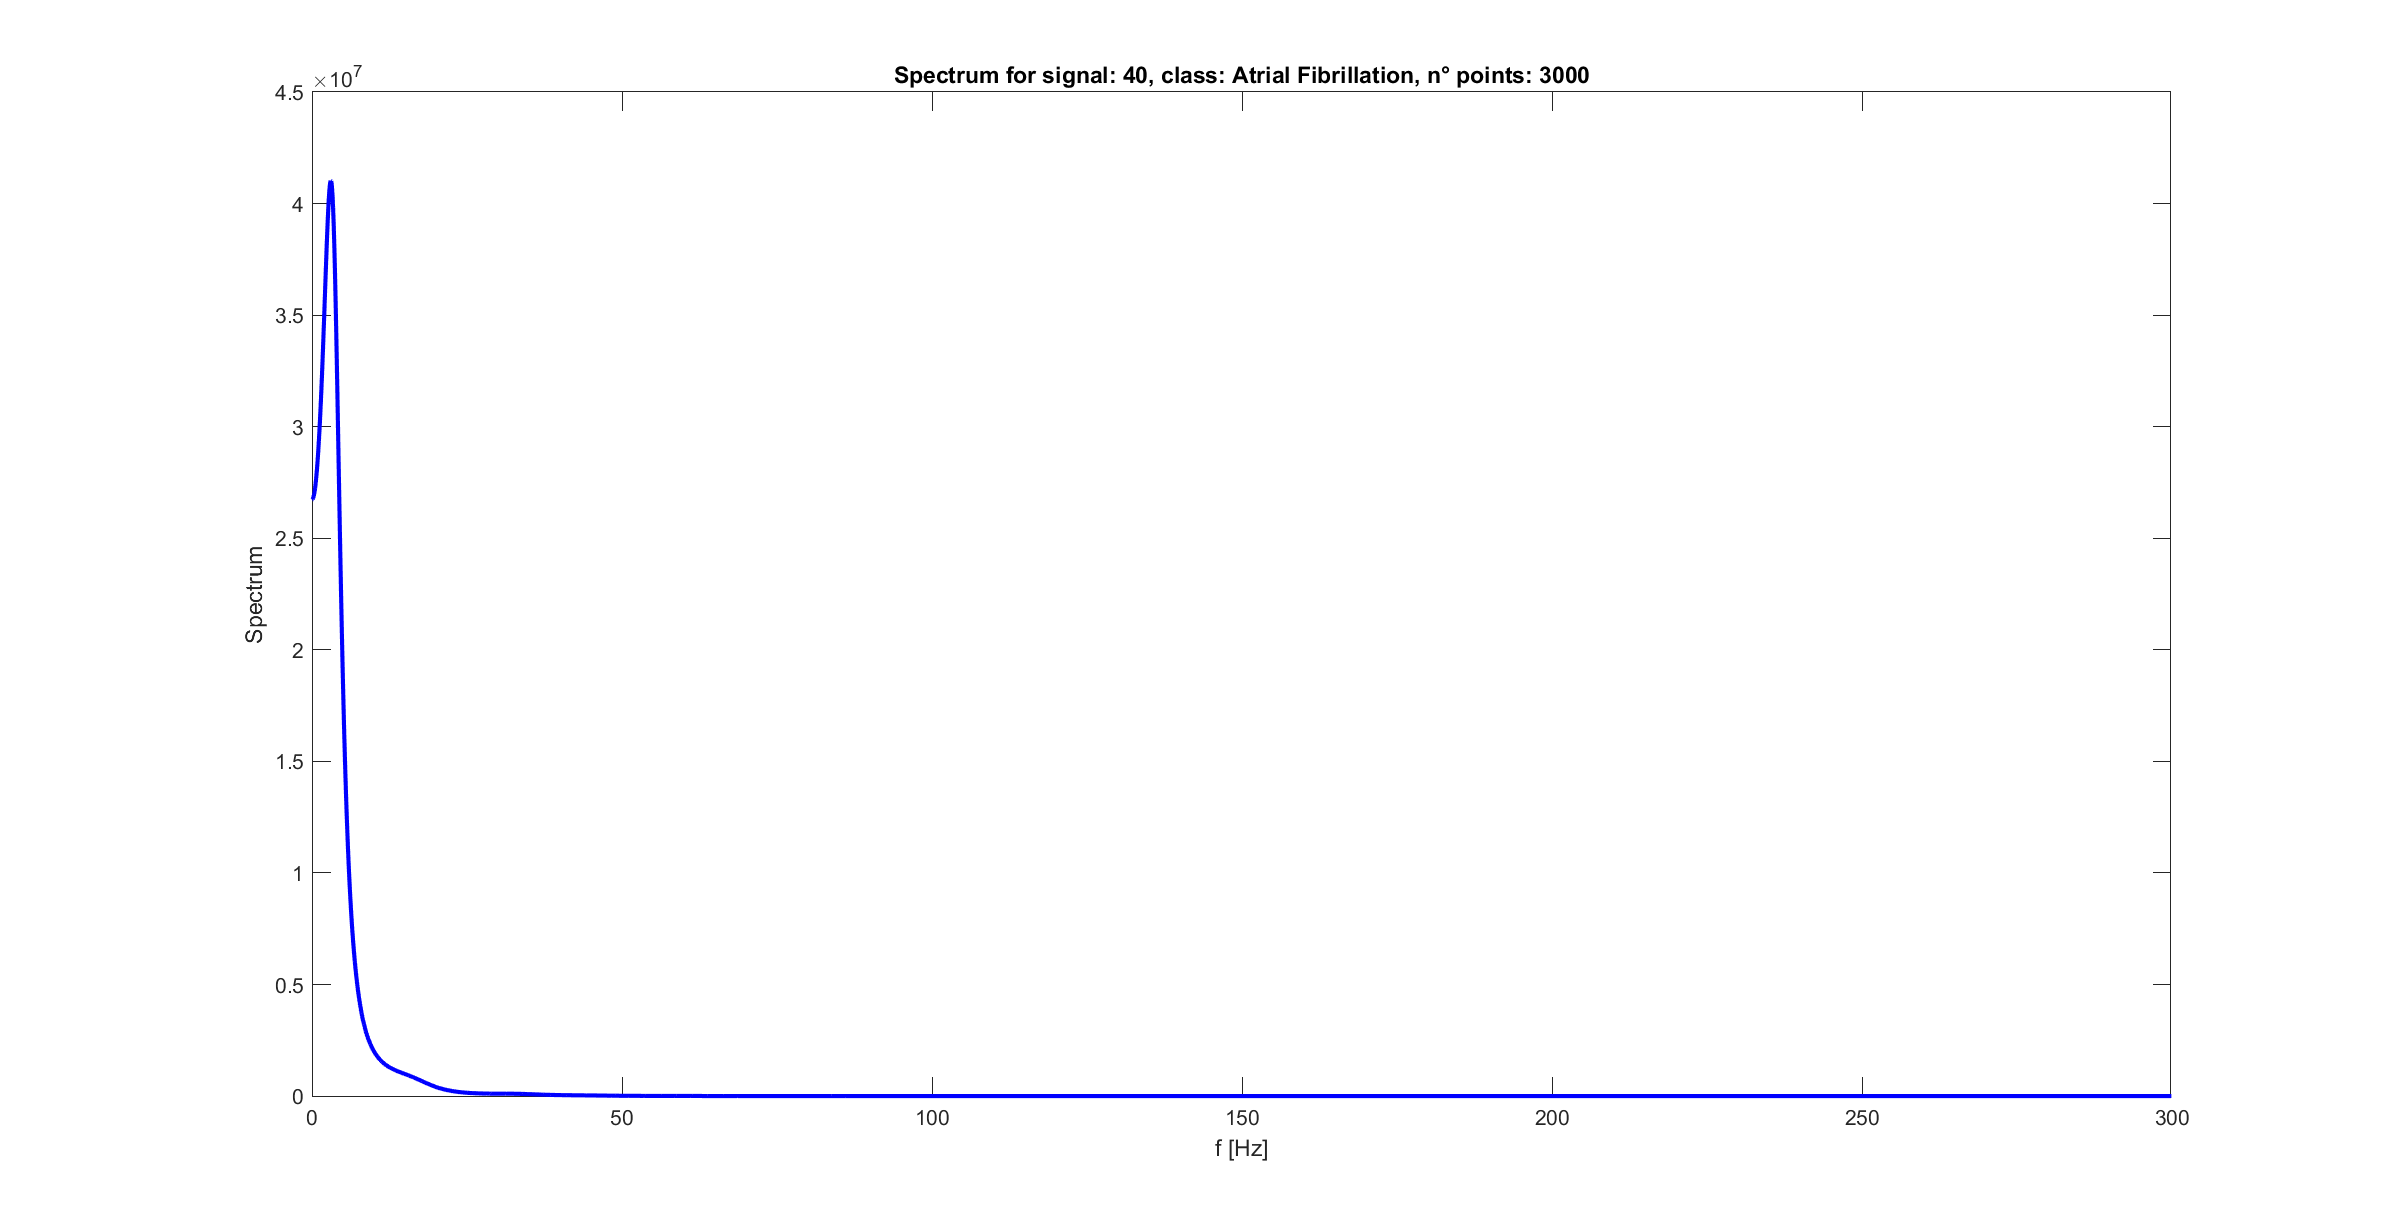 Spectrum for signal: 40, class: Atrial Fibrillation, n° points: 3000
×10^7
4.5
4
3.5
3
2.5
2
1.5
1
0.5
0
Spectrum
0 50 100 150 200 250 300
f [Hz]